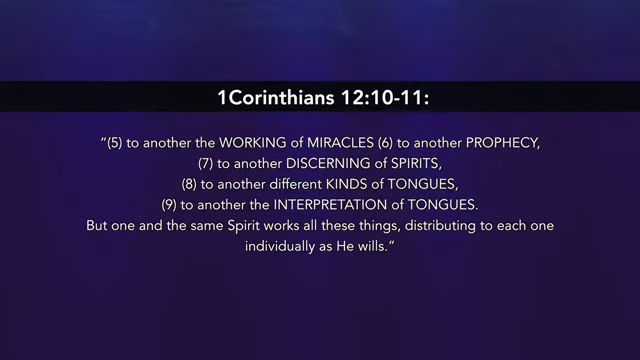 1Corinthians 12:10-11:
“(5) to another the WORKING of MIRACLES (6) to another PROPHECY,
(7) to another DISCERNING of SPIRITS,
(8) to another different KINDS of TONGUES,
(9) to another the INTERPRETATION of TONGUES.
But one and the same Spirit works all these things, distributing to each one
individually as He wills.”